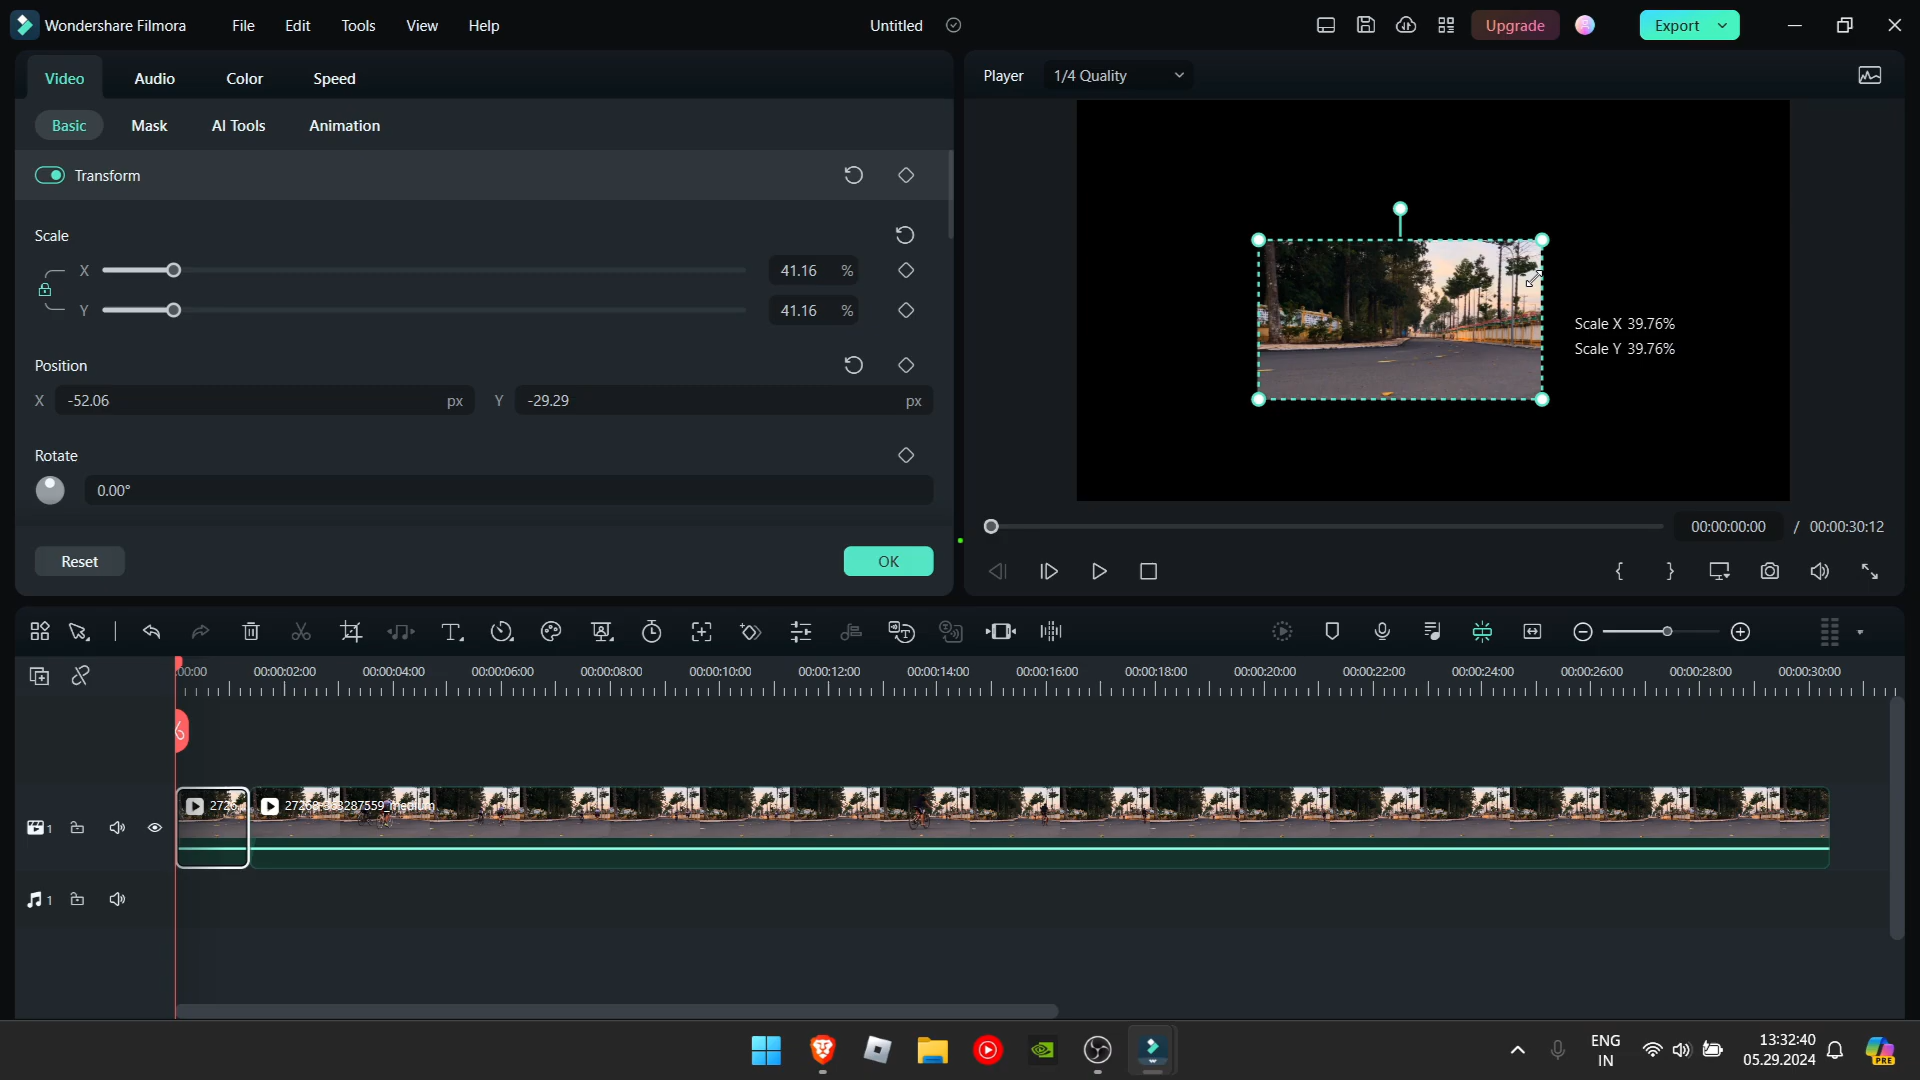 Wondershare Filmora File Edit Tools View Help Untitled Upgrade Export
Video Audio Color Speed
Player 1/4 Quality
Basic Mask AI Tools Animation
Transform
Scale
X 41.16 %
Y 41.16 %
Scale X 39.76%
Scale Y 39.76%
Position
X -52.06 px Y -29.29 px
Rotate
0.00°
00:00:00:00 / 00:00:30:12
Reset OK
:00:00 00:00:02:00 00:00:04:00 00:00:06:00 00:00:08:00 00:00:10:00 00:00:12:00 00:00:14:00 00:00:16:00 00:00:18:00 00:00:20:00 00:00:22:00 00:00:24:00 00:00:26:00 00:00:28:00 00:00:30:00
2726...
1
1
ENG
IN
13:32:40
05.29.2024
PRE